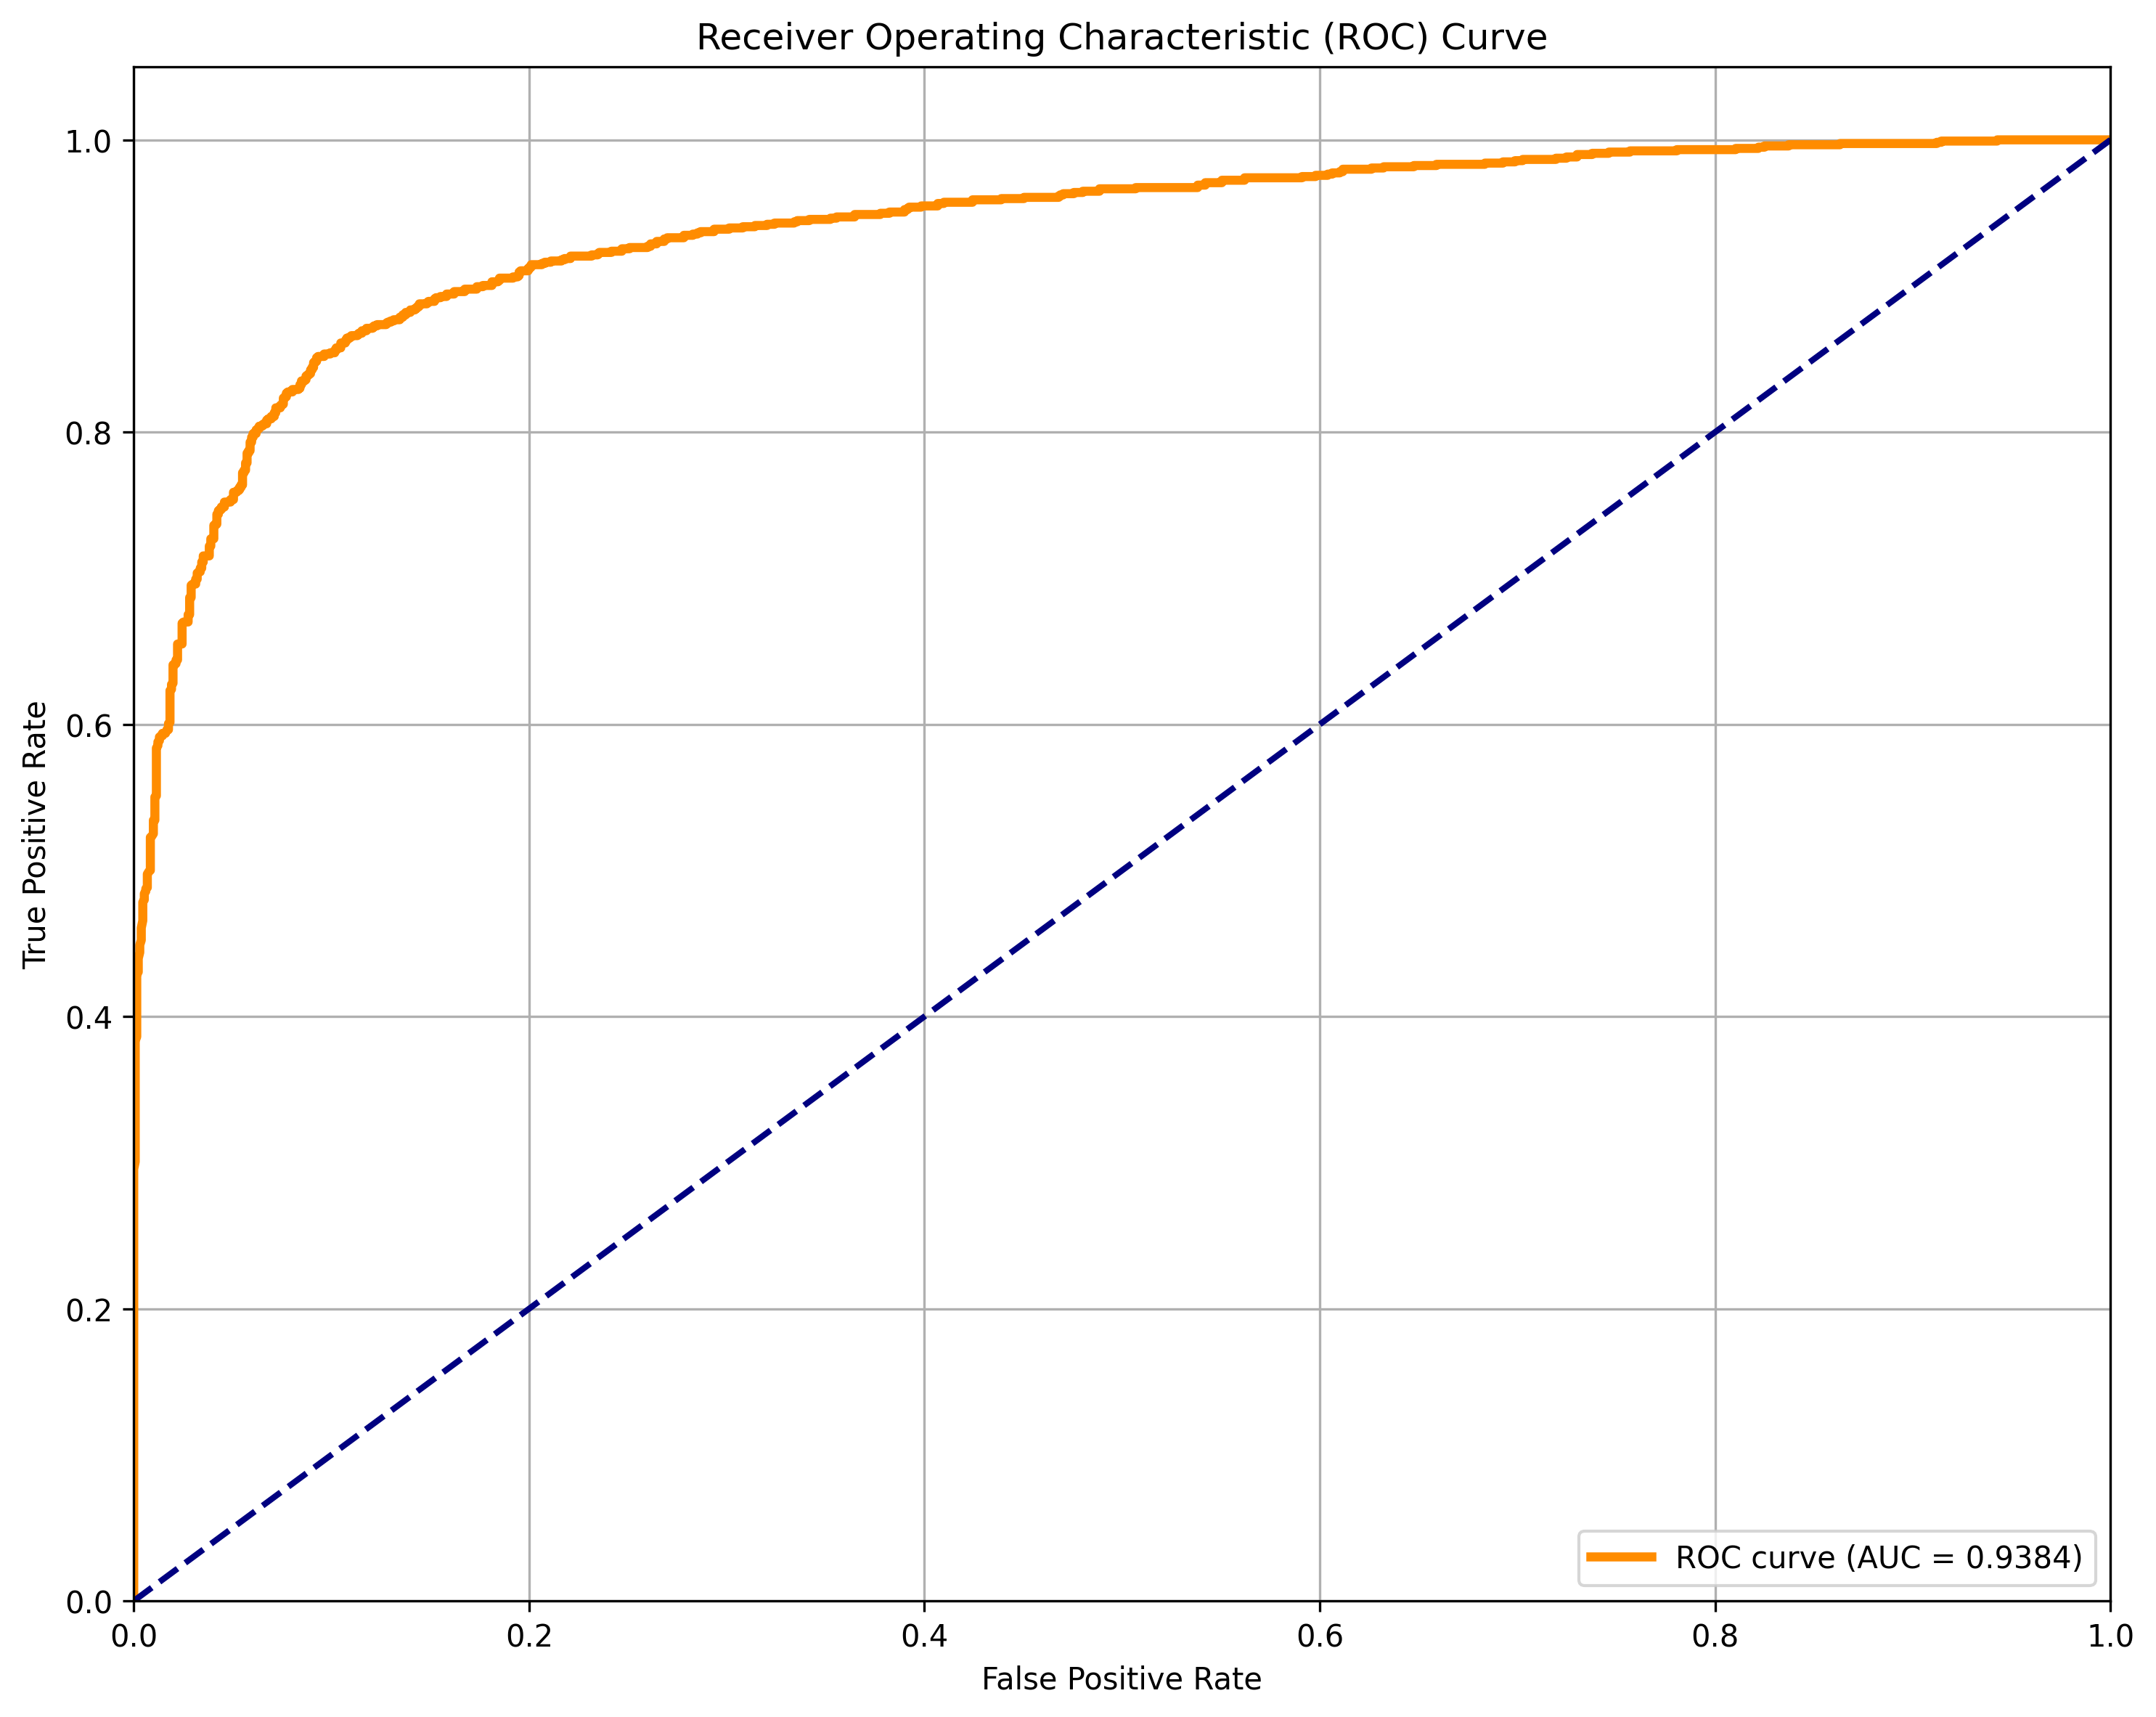 Receiver Operating Characteristic (ROC) Curve
1.0
0.8
0.6
0.4
0.2
0.0
True Positive Rate
ROC curve (AUC = 0.9384)
0.0 0.2 0.4 0.6 0.8 1.0
False Positive Rate